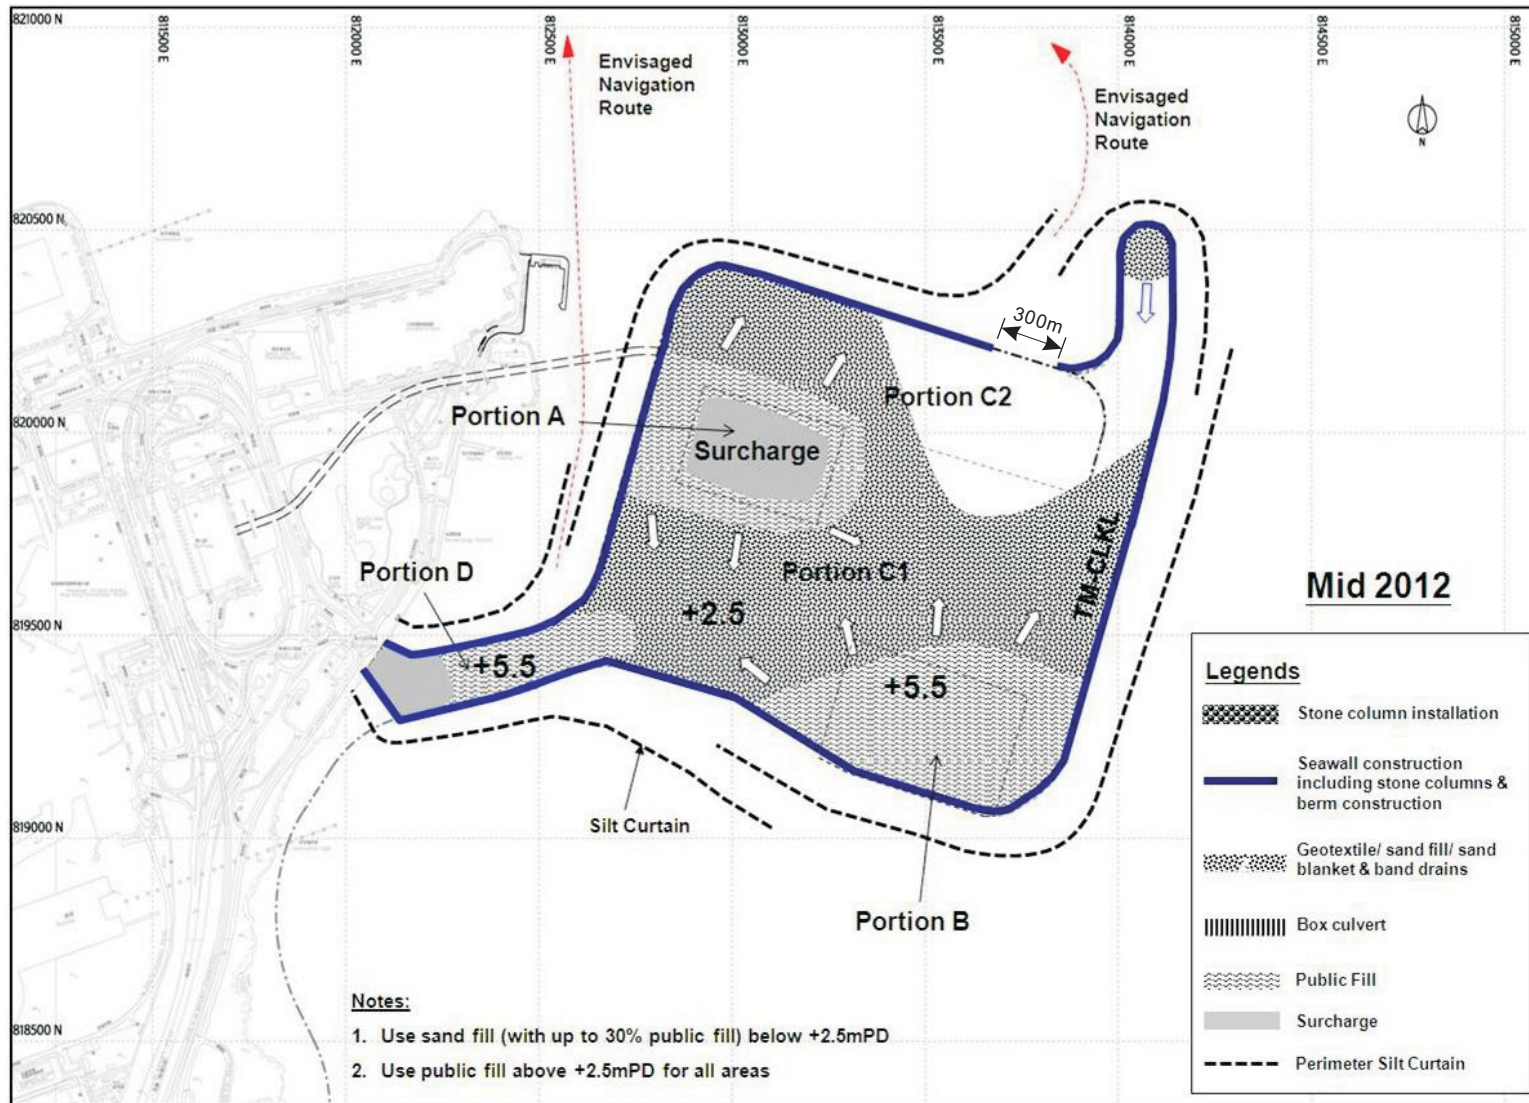 821000 N
811500 E
812000 E
812500 E
813000 E
813500 E
814000 E
814500 E
815000 E
Envisaged
Navigation
Route
Envisaged
Navigation
Route
N
820500 N
300m
Portion C2
Portion A
820000 N
Surcharge
Portion D
Portion C1
TM-CLKL
Mid 2012
+2.5
819500 N
+5.5
+5.5
Silt Curtain
819000 N
Portion B
818500 N
Notes:
1. Use sand fill (with up to 30% public fill) below +2.5mPD
2. Use public fill above +2.5mPD for all areas
Legends
Stone column installation
Seawall construction
including stone columns &
berm construction
Geotextile/ sand fill/ sand
blanket & band drains
Box culvert
Public Fill
Surcharge
Perimeter Silt Curtain